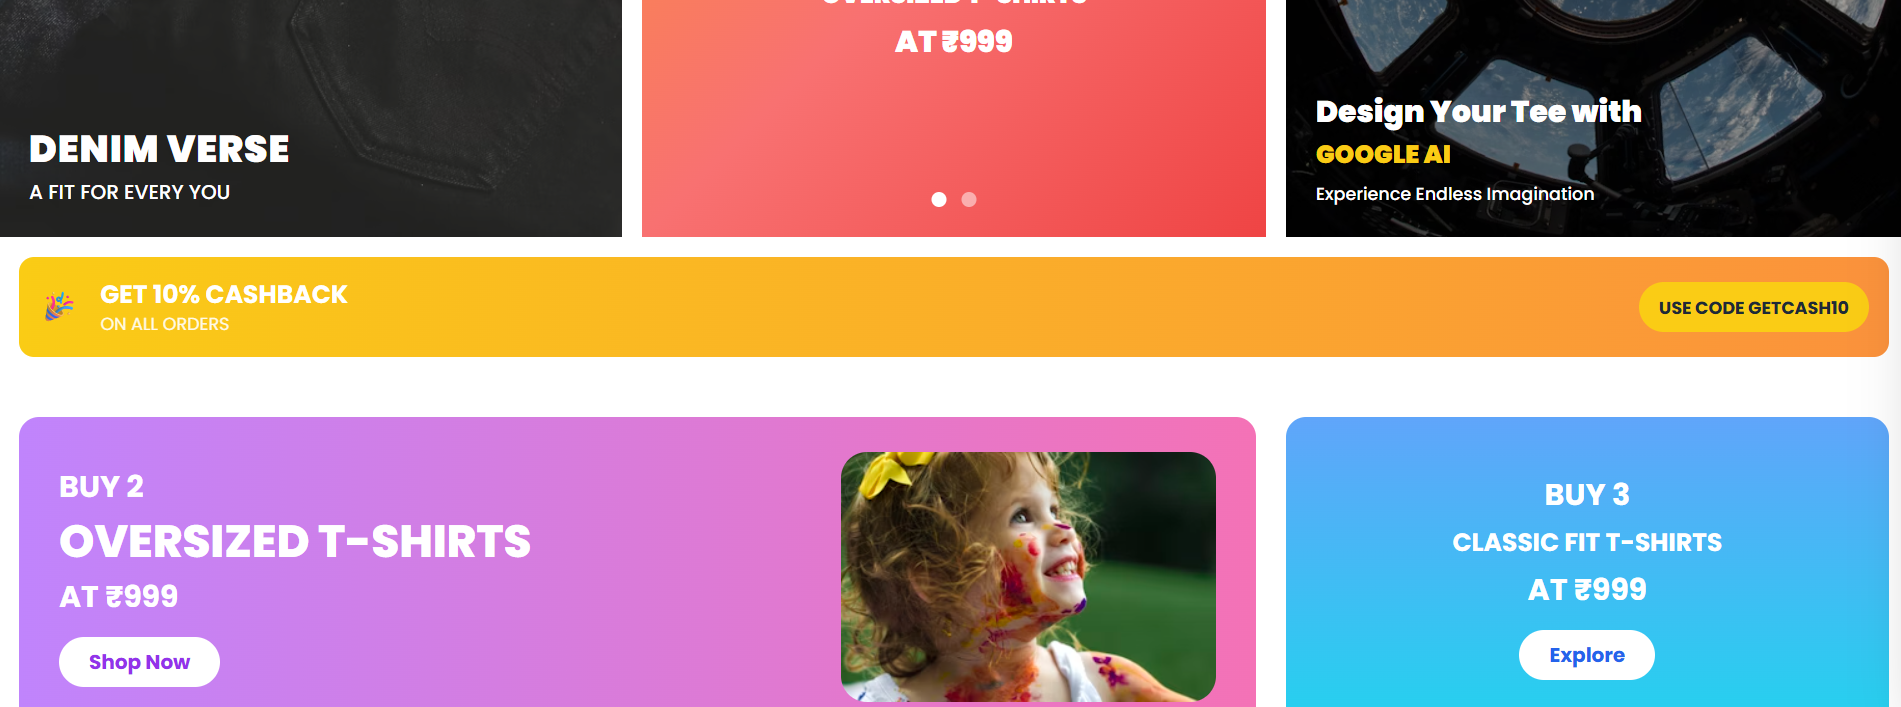 OVERSIZED T-SHIRTS
AT ₹999
DENIM VERSE
A FIT FOR EVERY YOU
Design Your Tee with
GOOGLE AI
Experience Endless Imagination
GET 10% CASHBACK
ON ALL ORDERS
USE CODE GETCASH10
BUY 2
OVERSIZED T-SHIRTS
AT ₹999
Shop Now
BUY 3
CLASSIC FIT T-SHIRTS
AT ₹999
Explore